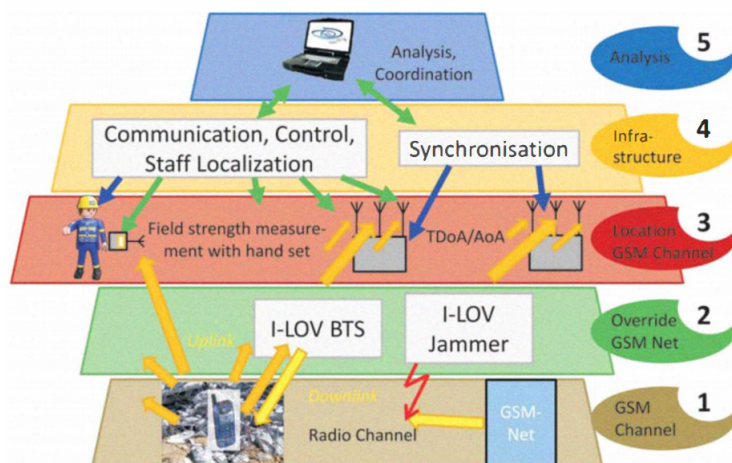 Analysis,
Coordination
Analysis
5
Communication, Control,
Staff Localization
Synchronisation
Infra-
structure
4
Field strength measure-
ment with hand set
TDoA/AoA
Location
GSM Channel
3
Uplink
I-LOV BTS
I-LOV
Jammer
Override
GSM Net
2
Downlink
Radio Channel
GSM-
Net
GSM
Channel
1